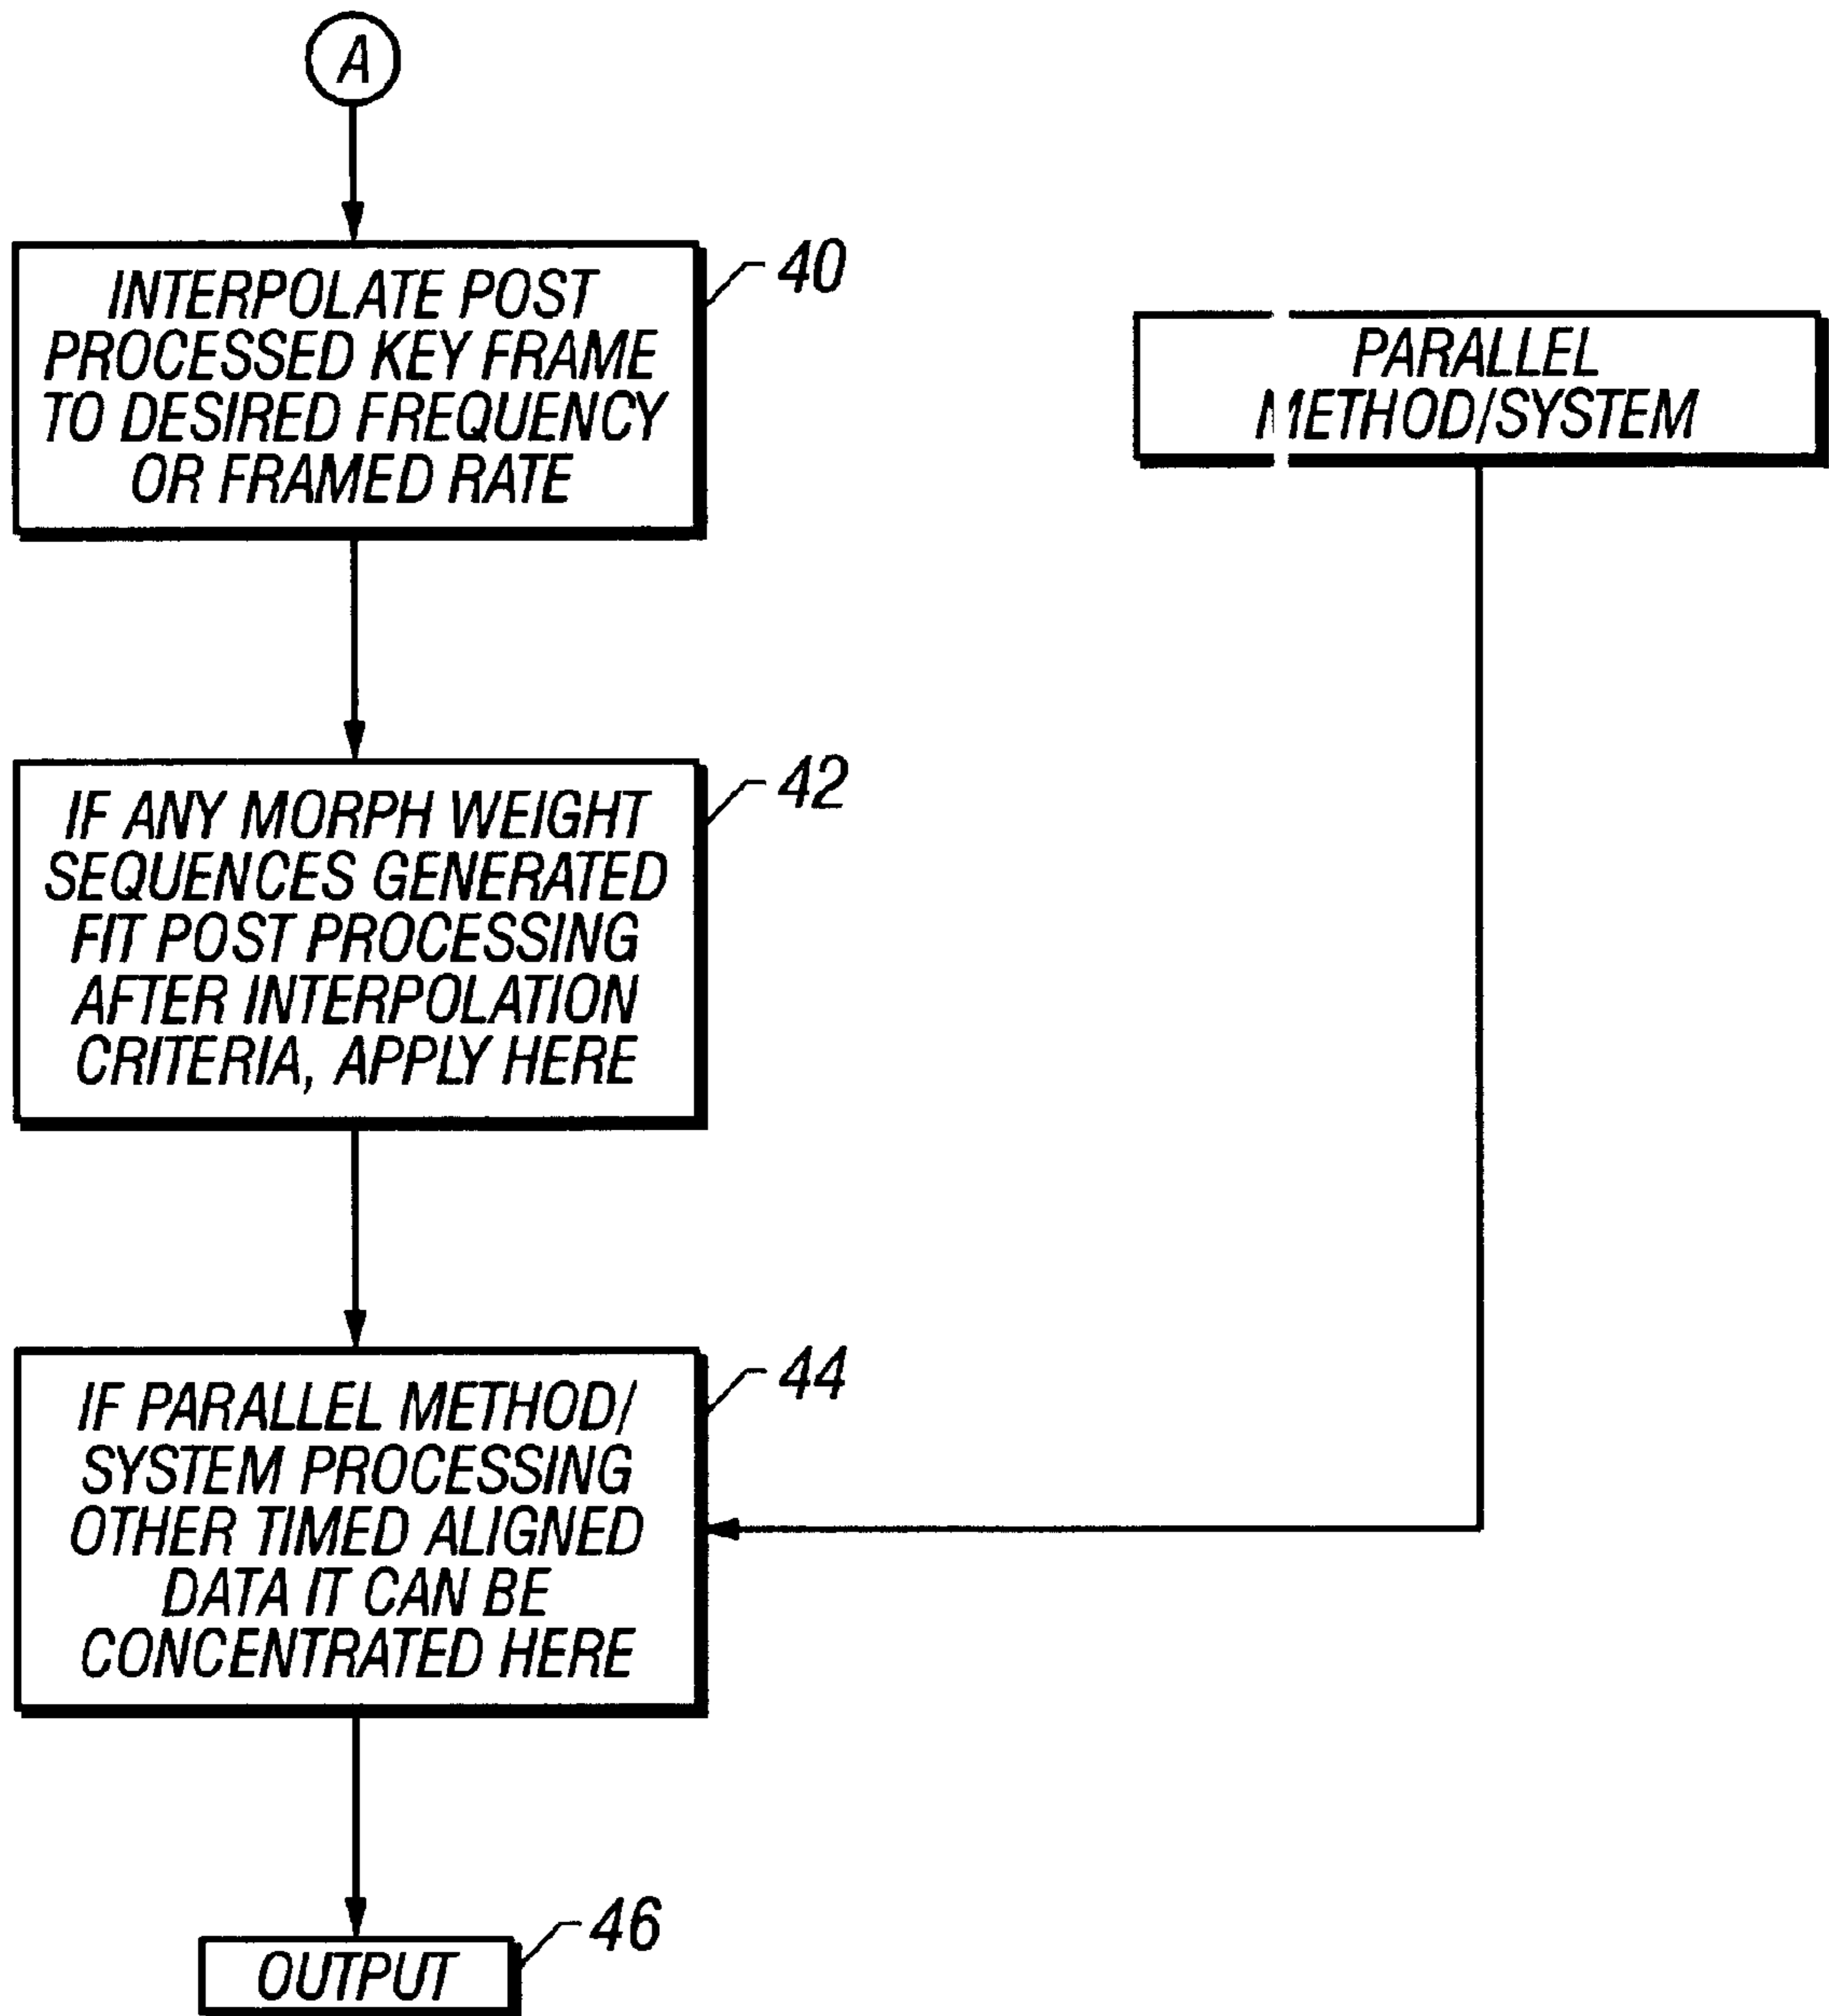 A
INTERPOLATE POST
PROCESSED KEY FRAME
TO DESIRED FREQUENCY
OR FRAMED RATE
40
PARALLEL
METHOD/SYSTEM
IF ANY MORPH WEIGHT
SEQUENCES GENERATED
FIT POST PROCESSING
AFTER INTERPOLATION
CRITERIA, APPLY HERE
42
IF PARALLEL METHOD/
SYSTEM PROCESSING
OTHER TIMED ALIGNED
DATA IT CAN BE
CONCENTRATED HERE
44
OUTPUT
46